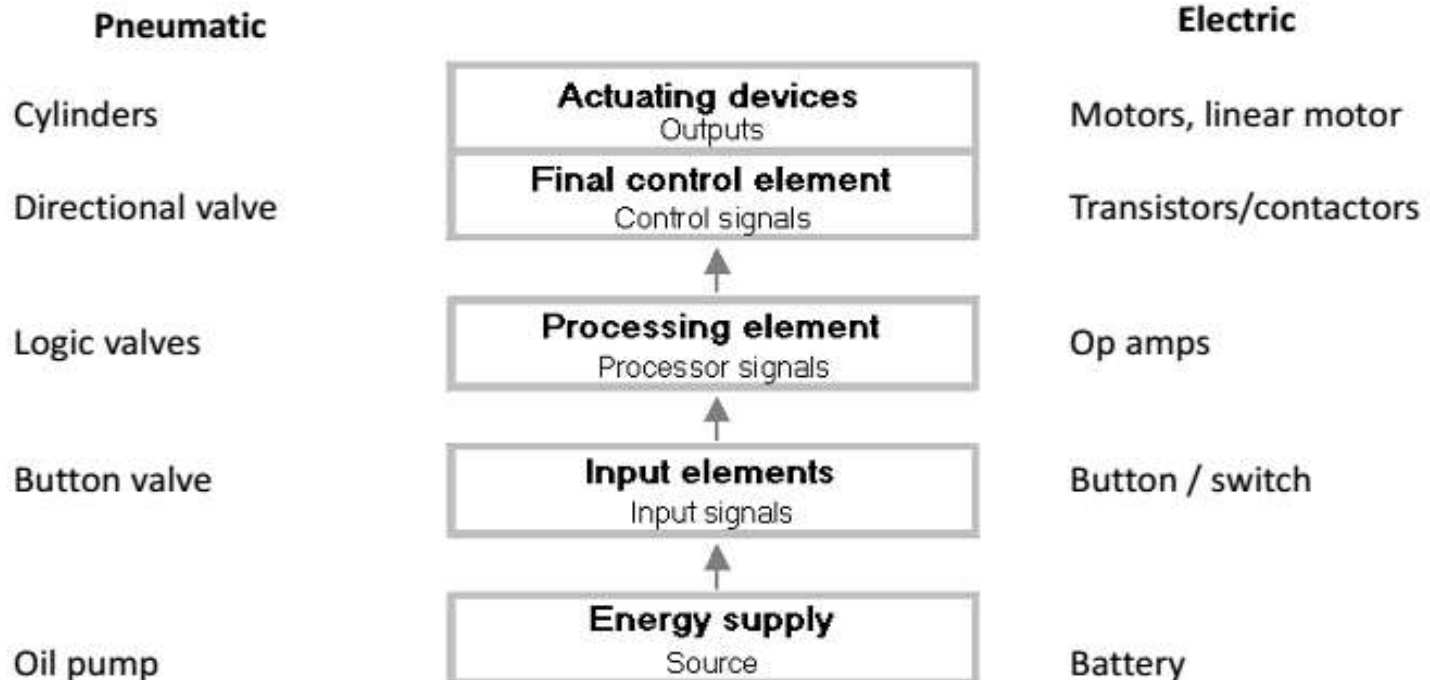 Pneumatic
Electric
Cylinders
Actuating devices
Outputs
Motors, linear motor
Directional valve
Final control element
Control signals
Transistors/contactors
Logic valves
Processing element
Processor signals
Op amps
Button valve
Input elements
Input signals
Button / switch
Oil pump
Energy supply
Source
Battery